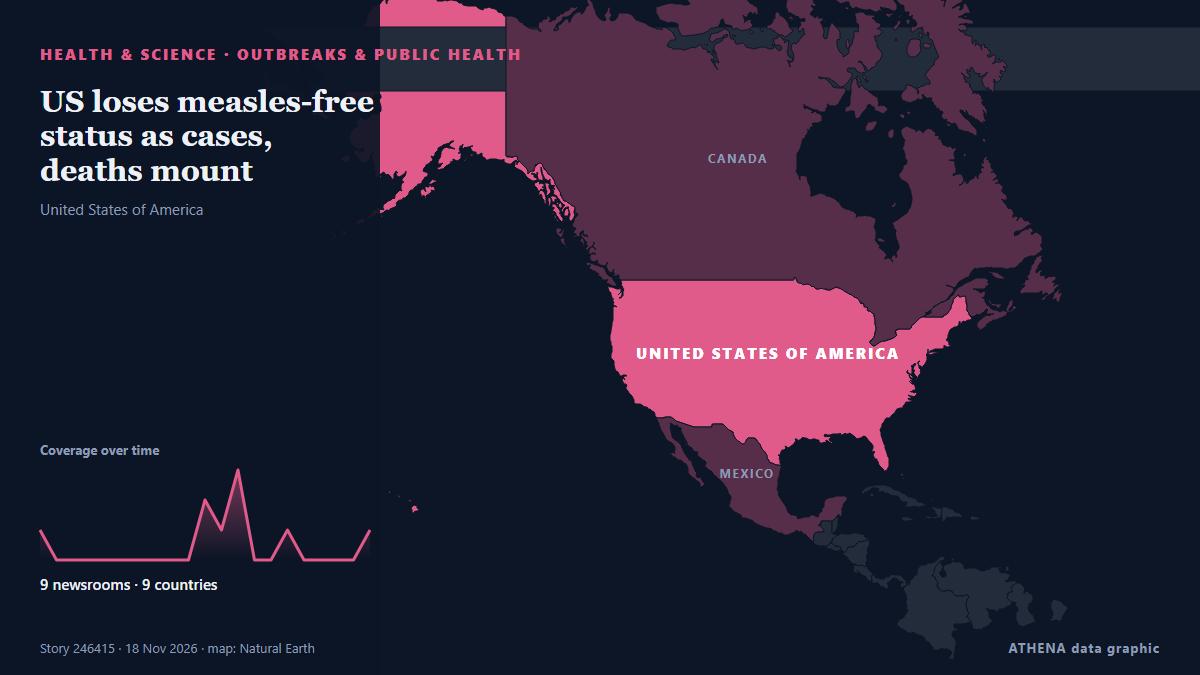 HEALTH & SCIENCE · OUTBREAKS & PUBLIC HEALTH
US loses measles-free
status as cases,
deaths mount
United States of America
CANADA
UNITED STATES OF AMERICA
MEXICO
Coverage over time
9 newsrooms · 9 countries
Story 246415 · 18 Nov 2026 · map: Natural Earth
ATHENA data graphic